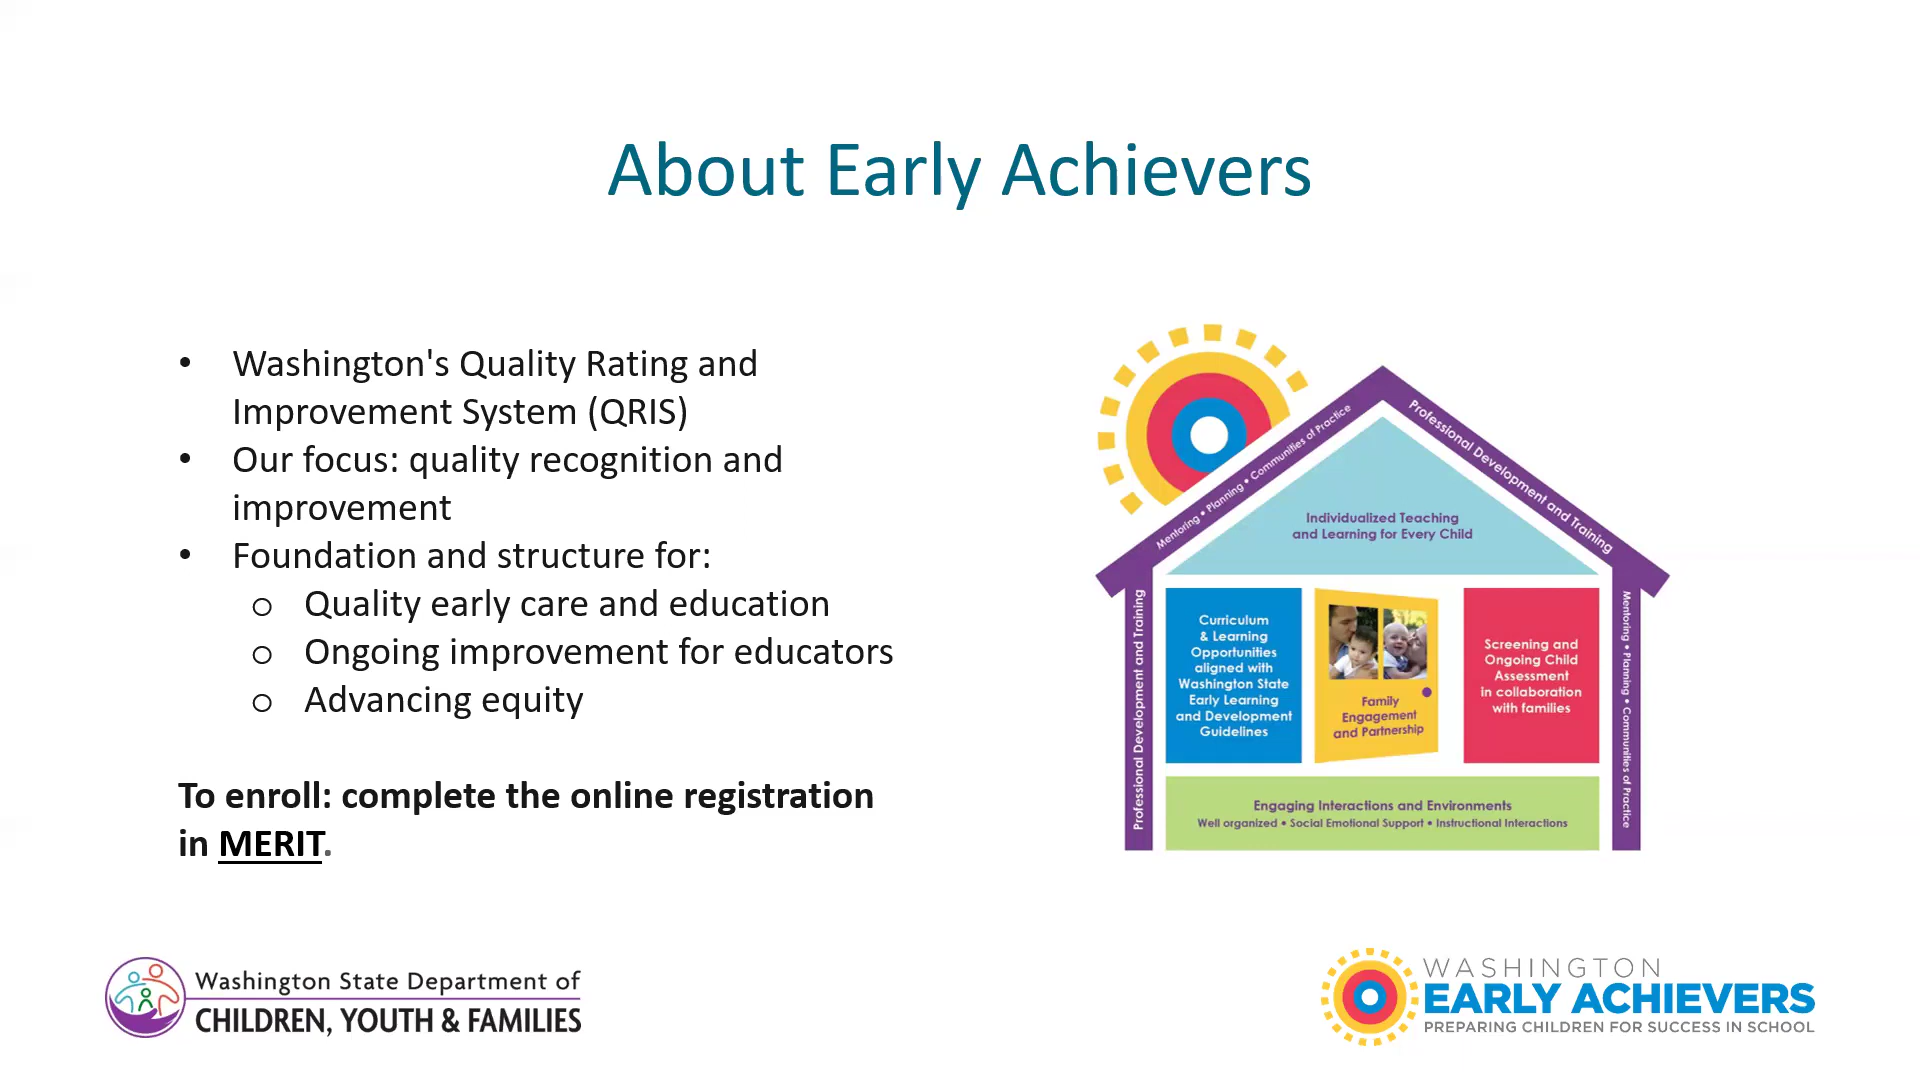 About Early Achievers
• Washington's Quality Rating and
Improvement System (QRIS)
• Our focus: quality recognition and
improvement
• Foundation and structure for:
o Quality early care and education
o Ongoing improvement for educators
o Advancing equity
To enroll: complete the online registration
in MERIT.
Mentoring • Planning • Communities of Practice
Professional Development and Training
Individualized Teaching
and Learning for Every Child
Professional Development and Training
Curriculum
& Learning
Opportunities
aligned with
Washington State
Early Learning
and Development
Guidelines
Family
Engagement
and Partnership
Screening and
Ongoing Child
Assessment
in collaboration
with families
Mentoring • Planning • Communities of Practice
Engaging Interactions and Environments
Well organized • Social Emotional Support • Instructional Interactions
Washington State Department of
CHILDREN, YOUTH & FAMILIES
WASHINGTON
EARLY ACHIEVERS
PREPARING CHILDREN FOR SUCCESS IN SCHOOL